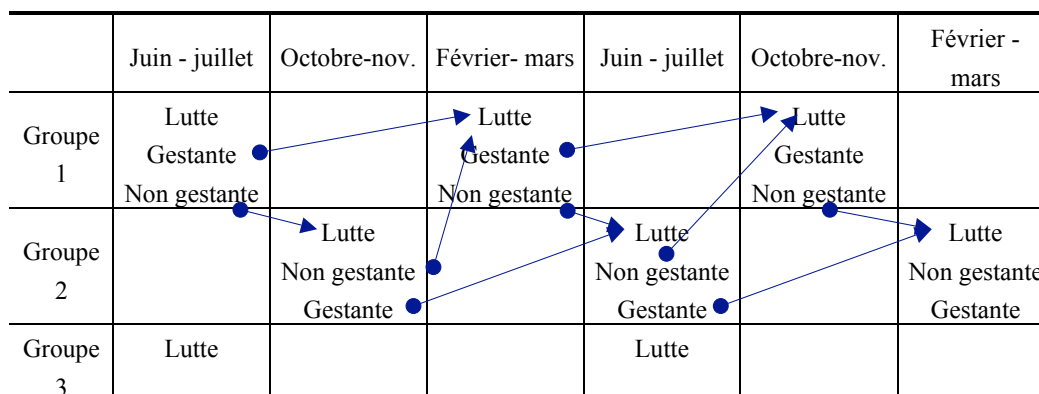 Juin - juillet Octobre-nov. Février- mars Juin - juillet Octobre-nov. Février - mars
Groupe 1
Lutte
Gestante
Non gestante
Lutte
Gestante
Non gestante
Lutte
Gestante
Non gestante
Groupe 2
Lutte
Non gestante
Gestante
Lutte
Non gestante
Gestante
Lutte
Non gestante
Gestante
Groupe 3
Lutte
Lutte